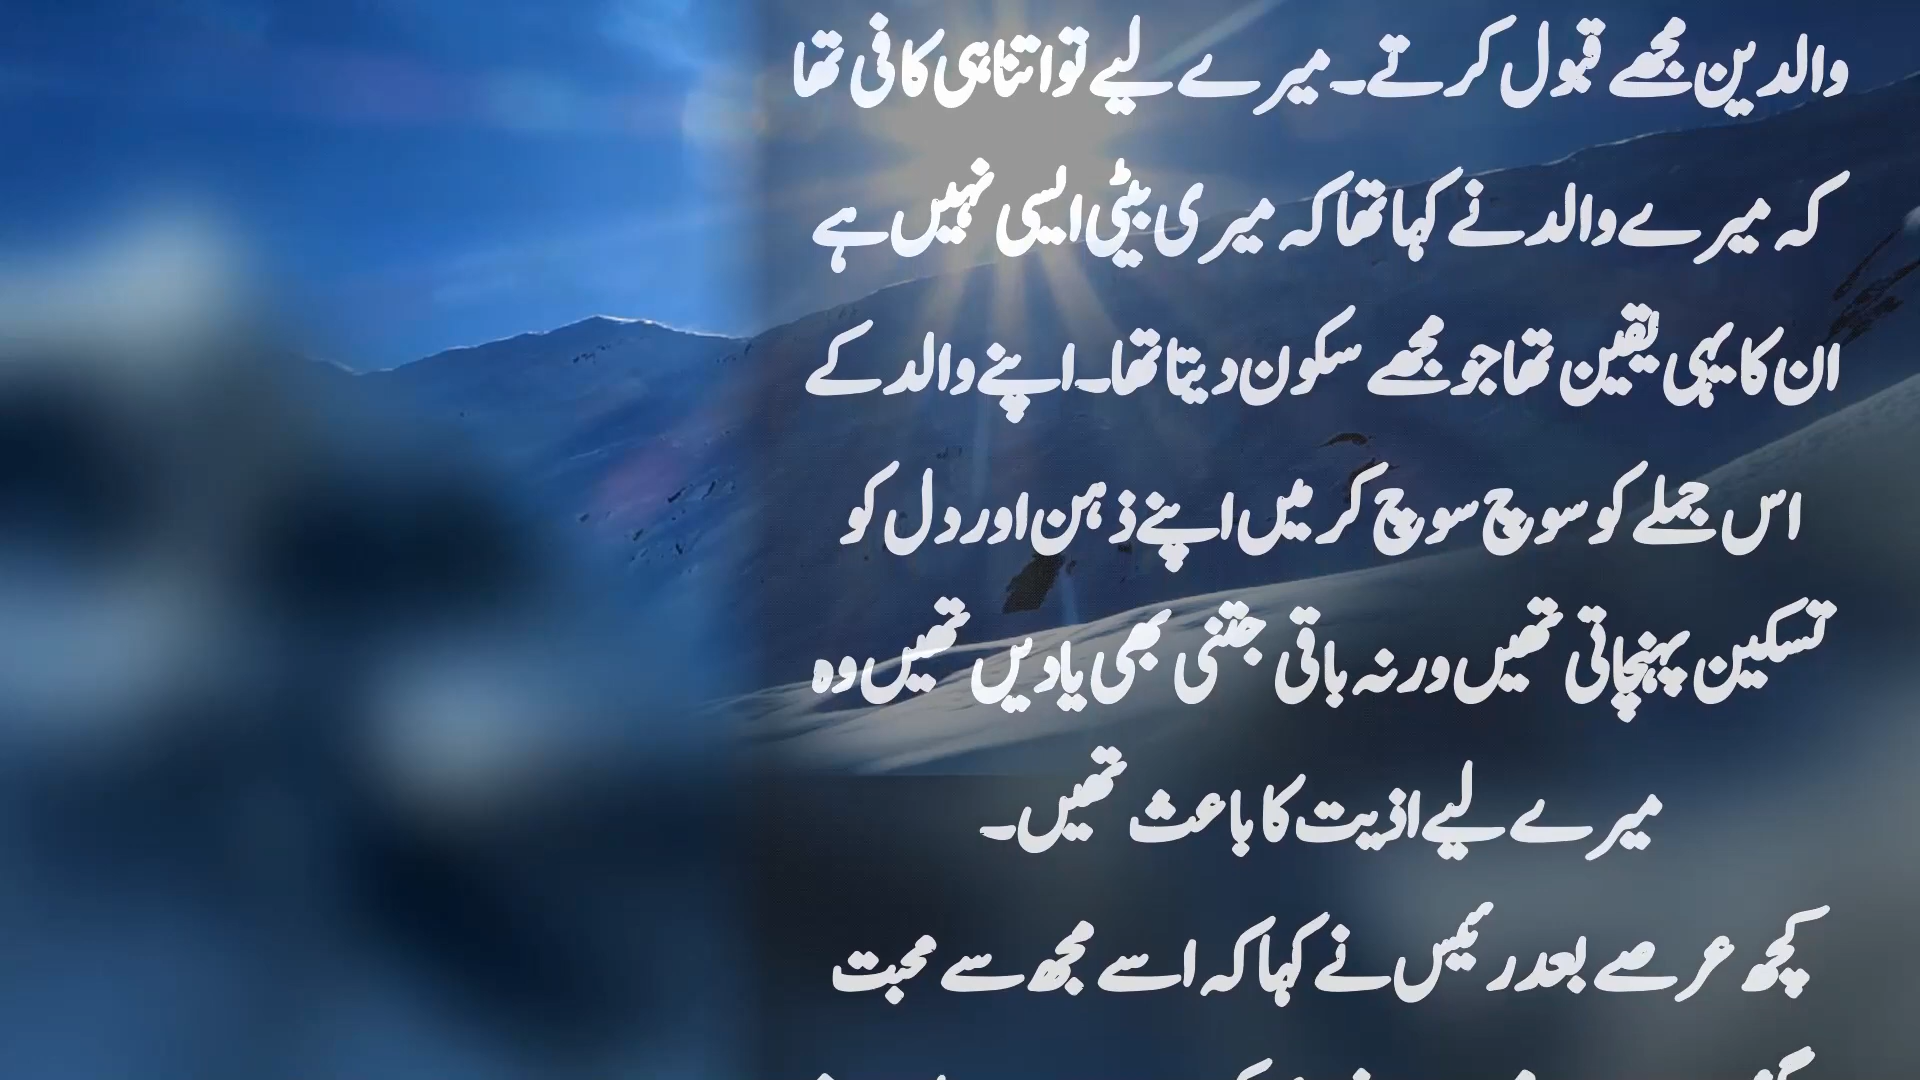 والدین مجھے قبول کرتے۔ میرے لیے تو اتنا ہی کافی تھا
کہ میرے والد نے کہا تھا کہ میری بیٹی ایسی نہیں ہے
ان کا یہی یقین تھا جو مجھے سکون دیتا تھا۔ اپنے والد کے
اس جملے کو سوچ سوچ کر میں اپنے ذہن اور دل کو
تسکین پہنچاتی تھیں ورنہ باقی جتنی بھی یادیں تھیں وہ
میرے لیے اذیت کا باعث تھیں۔
کچھ عرصے بعد رئیس نے کہا کہ اسے مجھ سے محبت